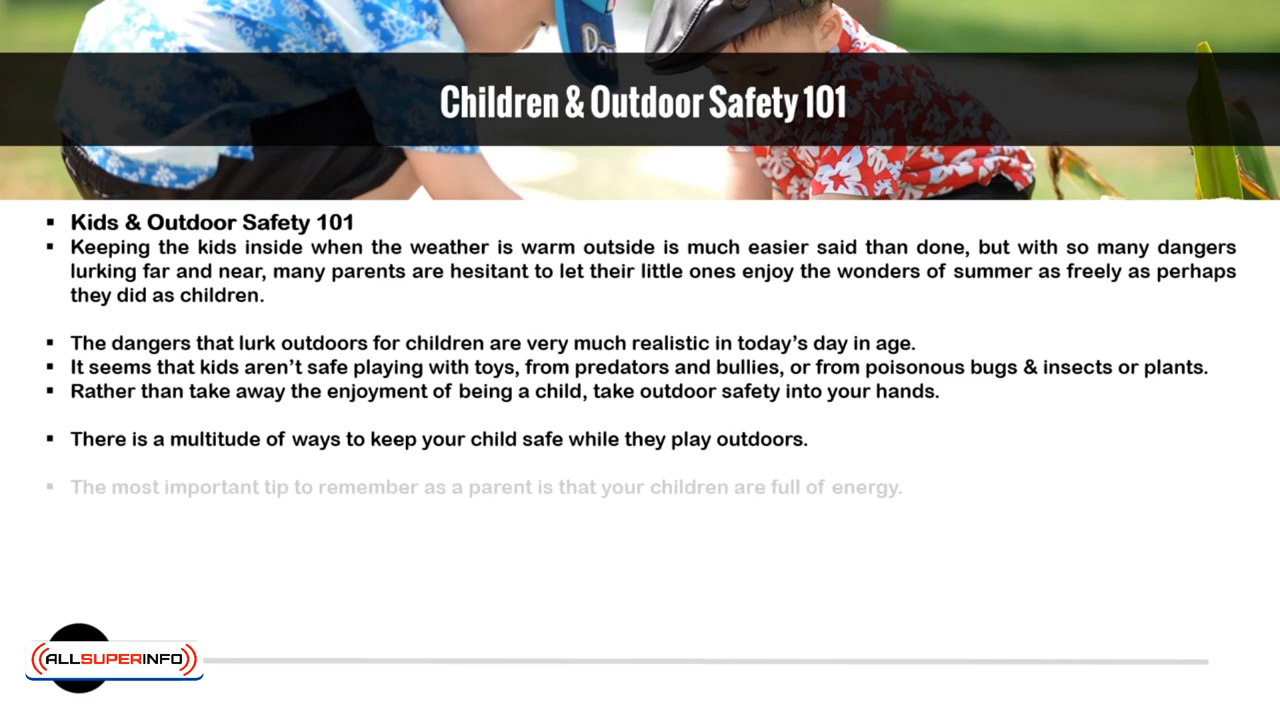 Do
Children & Outdoor Safety 101
▪ Kids & Outdoor Safety 101
▪ Keeping the kids inside when the weather is warm outside is much easier said than done, but with so many dangers
lurking far and near, many parents are hesitant to let their little ones enjoy the wonders of summer as freely as perhaps
they did as children.
▪ The dangers that lurk outdoors for children are very much realistic in today's day in age.
▪ It seems that kids aren't safe playing with toys, from predators and bullies, or from poisonous bugs & insects or plants.
▪ Rather than take away the enjoyment of being a child, take outdoor safety into your hands.
▪ There is a multitude of ways to keep your child safe while they play outdoors.
▪ The most important tip to remember as a parent is that your children are full of energy.
ALLSUPERINFO